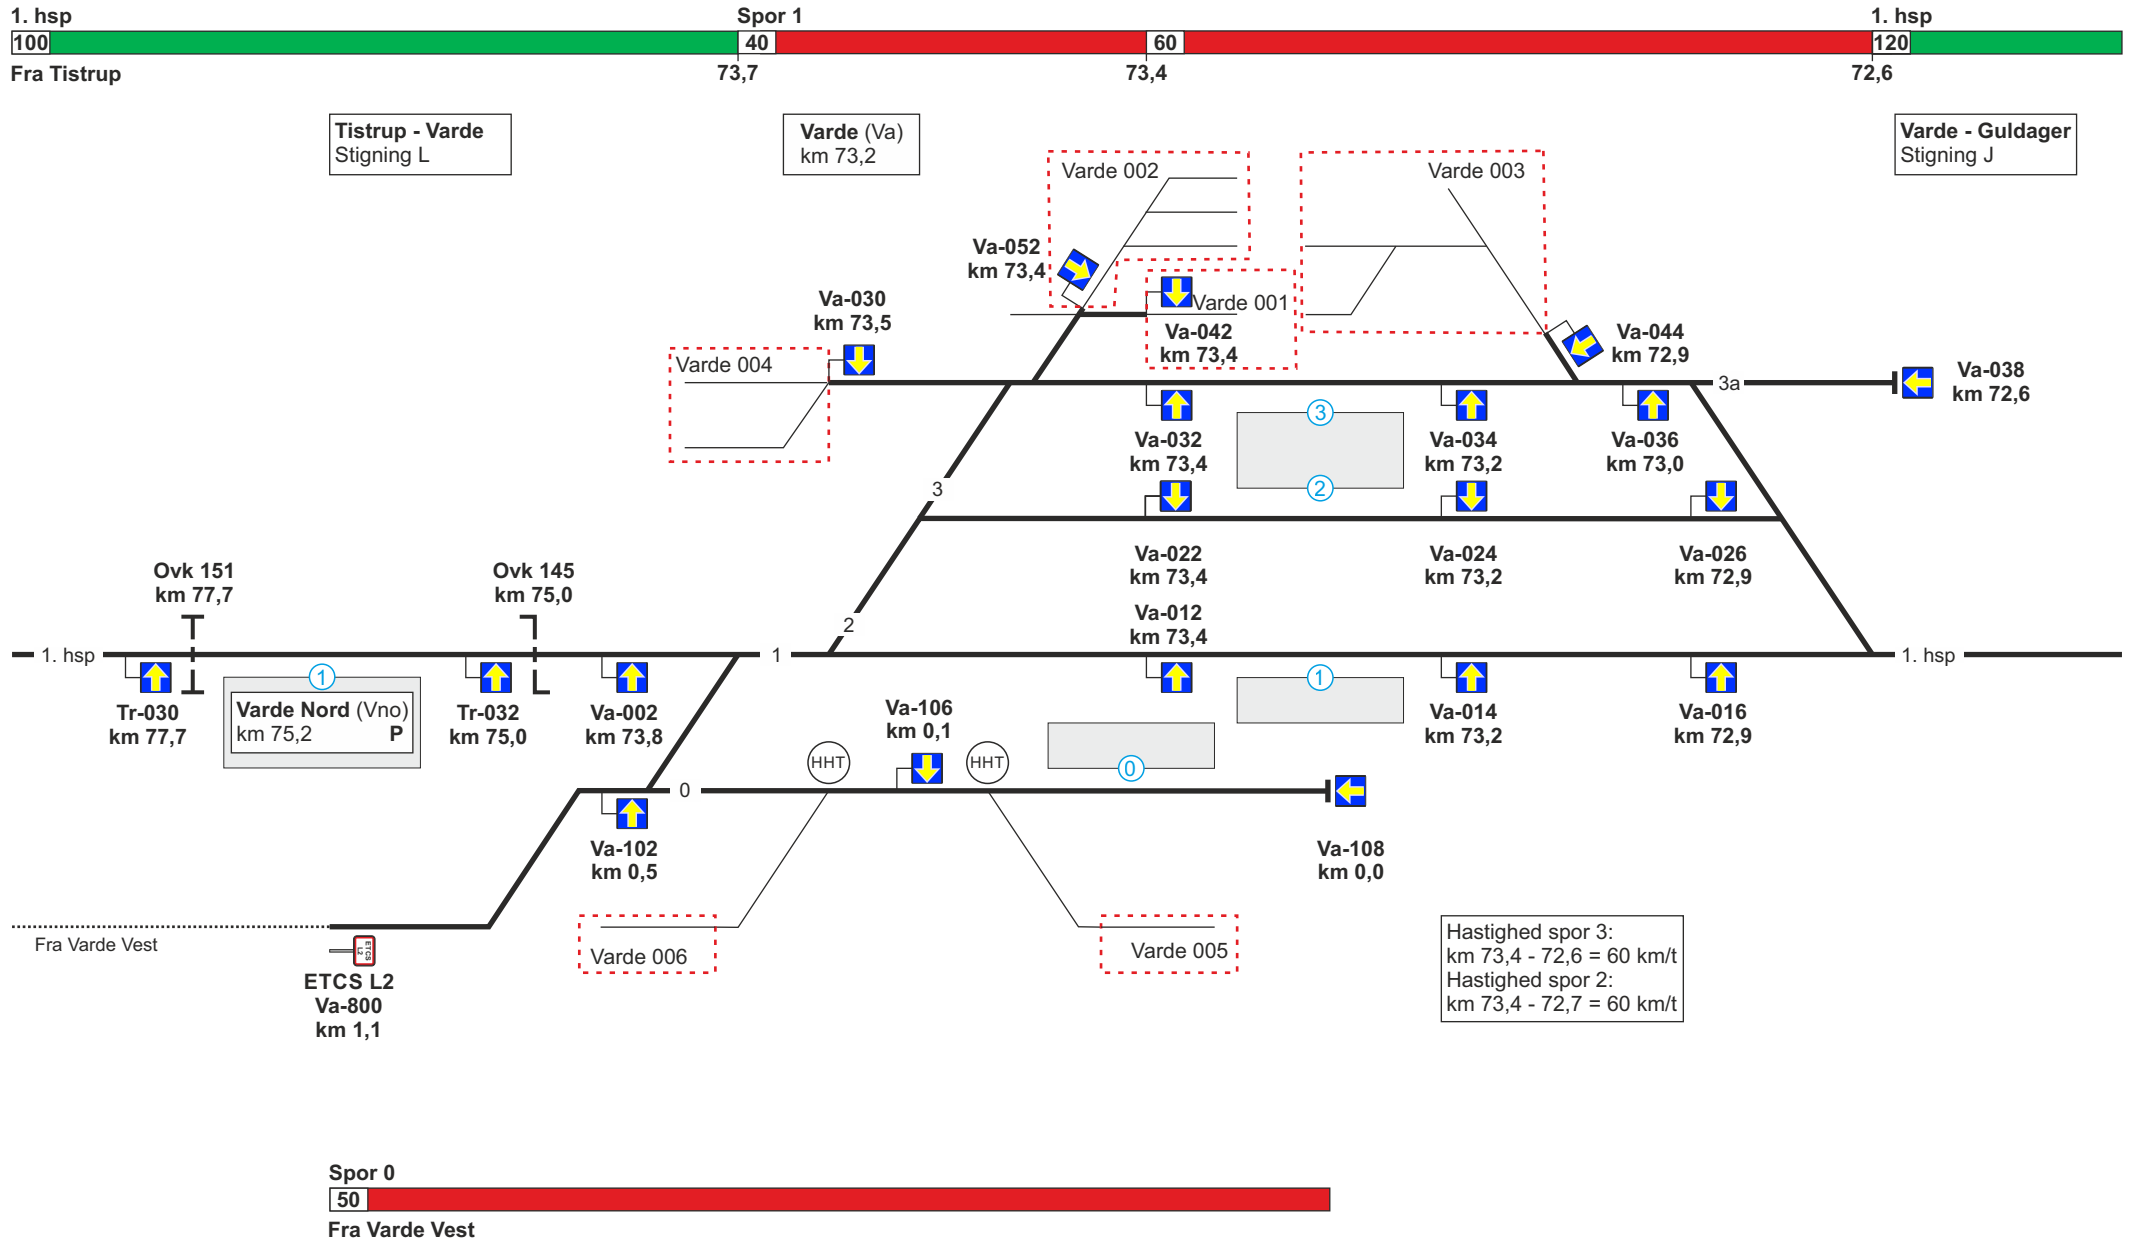 1. hsp
Spor 1
1. hsp
100
40
60
120
Fra Tistrup
73,7
73,4
72,6
Tistrup - Varde
Stigning L
Varde (Va)
km 73,2
Varde - Guldager
Stigning J
Varde 002
Varde 003
Va-052
km 73,4
Va-030
km 73,5
Varde 001
Va-042
km 73,4
Va-044
km 72,9
Varde 004
3a
Va-038
km 72,6
3
Va-032
km 73,4
Va-034
km 73,2
Va-036
km 73,0
3
2
Va-022
km 73,4
Va-024
km 73,2
Va-026
km 72,9
Ovk 151
km 77,7
Ovk 145
km 75,0
Va-012
km 73,4
2
1. hsp
1
1. hsp
1
1
Tr-030
km 77,7
Varde Nord (Vno)
km 75,2 P
Tr-032
km 75,0
Va-002
km 73,8
Va-106
km 0,1
Va-014
km 73,2
Va-016
km 72,9
HHT
HHT
0
0
Va-102
km 0,5
Va-108
km 0,0
Fra Varde Vest
ETCS
L2
ETCS L2
Va-800
km 1,1
Varde 006
Varde 005
Hastighed spor 3:
km 73,4 - 72,6 = 60 km/t
Hastighed spor 2:
km 73,4 - 72,7 = 60 km/t
Spor 0
50
Fra Varde Vest